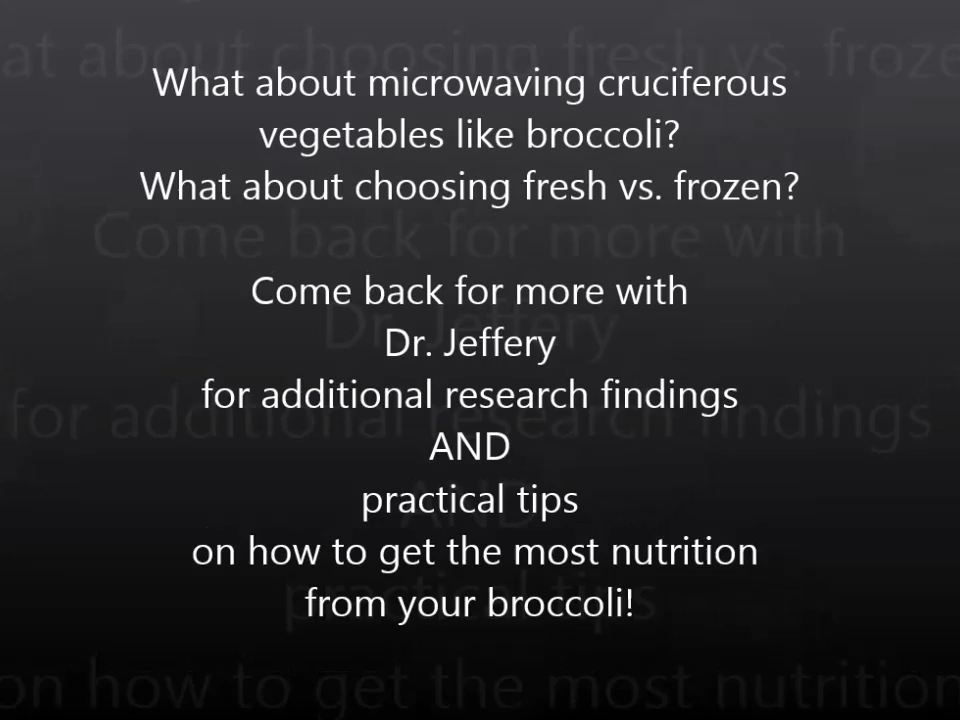 What about microwaving cruciferous
vegetables like broccoli?
What about choosing fresh vs. frozen?
Come back for more with
Dr. Jeffery
for additional research findings
AND
practical tips
on how to get the most nutrition
from your broccoli!